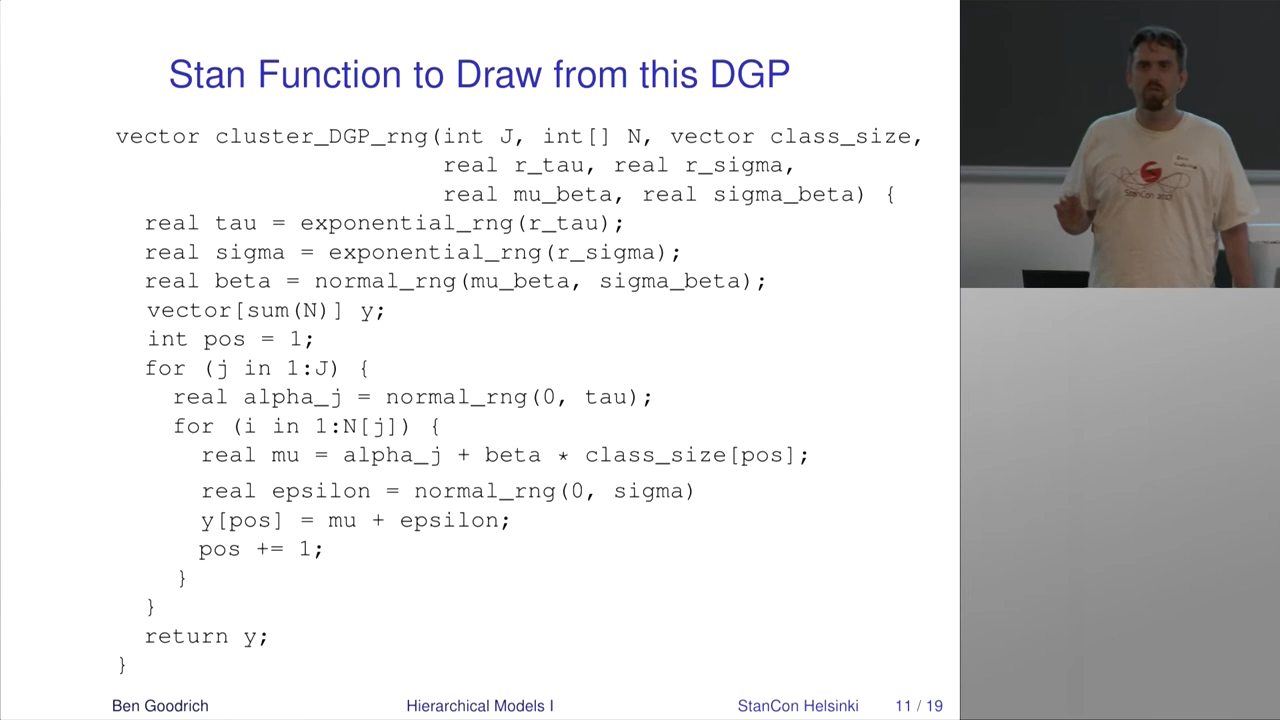 Stan Function to Draw from this DGP
vector cluster_DGP_rng(int J, int[] N, vector class_size,
real r_tau, real r_sigma,
real mu_beta, real sigma_beta) {
real tau = exponential_rng(r_tau);
real sigma = exponential_rng(r_sigma);
real beta = normal_rng(mu_beta, sigma_beta);
vector[sum(N)] y;
int pos = 1;
for (j in 1:J) {
real alpha_j = normal_rng(0, tau);
for (i in 1:N[j]) {
real mu = alpha_j + beta * class_size[pos];
real epsilon = normal_rng(0, sigma)
y[pos] = mu + epsilon;
pos += 1;
}
}
return y;
}
Ben Goodrich Hierarchical Models I StanCon Helsinki 11 / 19
Ben
StanCon